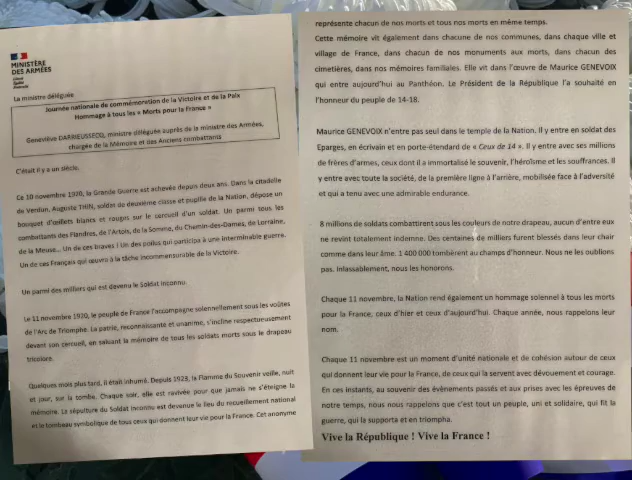 MINISTÈRE
DES ARMÉES
Liberté
Égalité
Fraternité
La ministre déléguée
Journée nationale de commémoration de la Victoire et de la Paix
Hommage à tous les « Morts pour la France »
Geneviève DARRIEUSSECQ, ministre déléguée auprès de la ministre des Armées,
chargée de la Mémoire et des Anciens combattants
C'était il y a un siècle.
Ce 10 novembre 1920, la Grande Guerre est achevée depuis deux ans. Dans la citadelle
de Verdun, Auguste THIN, soldat de deuxième classe et pupille de la Nation, dépose un
bouquet d'œillets blancs et rouges sur le cercueil d'un soldat. Un parmi tous les
combattants des Flandres, de l'Artois, de la Somme, du Chemin-des-Dames, de Lorraine,
de la Meuse... Un de ces braves ! Un des poilus qui participa à une interminable guerre.
Un de ces Français qui œuvra à la tâche incommensurable de la Victoire.
Un parmi des milliers qui est devenu le Soldat Inconnu.
Le 11 novembre 1920, le peuple de France l'accompagne solennellement sous les voûtes
de l'Arc de Triomphe. La patrie, reconnaissante et unanime, s'incline respectueusement
devant son cercueil, en saluant la mémoire de tous les soldats morts sous le drapeau
tricolore.
Quelques mois plus tard, il était inhumé. Depuis 1923, la Flamme du Souvenir veille, nuit
et jour, sur la tombe. Chaque soir, elle est ravivée pour que jamais ne s'éteigne la
mémoire. La sépulture du Soldat Inconnu est devenue le lieu du recueillement national
et le tombeau symbolique de tous ceux qui donnent leur vie pour la France. Cet anonyme
représente chacun de nos morts et tous nos morts en même temps.
Cette mémoire vit également dans chacune de nos communes, dans chaque ville et
village de France, dans chacun de nos monuments aux morts, dans chacun des
cimetières, dans nos mémoires familiales. Elle vit dans l'œuvre de Maurice GENEVOIX
qui entre aujourd'hui au Panthéon. Le Président de la République l'a souhaité en
l'honneur du peuple de 14-18.
Maurice GENEVOIX n'entre pas seul dans le temple de la Nation. Il y entre en soldat des
Eparges, en écrivain et en porte-étendard de « Ceux de 14 ». Il y entre avec ses millions
de frères d'armes, ceux dont il a immortalisé le souvenir, l'héroïsme et les souffrances. Il
y entre avec toute la société, de la première ligne à l'arrière, mobilisée face à l'adversité
et qui a tenu avec une admirable endurance.
8 millions de soldats combattirent sous les couleurs de notre drapeau, aucun d'entre eux
ne revint totalement indemne. Des centaines de milliers furent blessés dans leur chair
comme dans leur âme. 1 400 000 tombèrent au champs d'honneur. Nous ne les oublions
pas. Inlassablement, nous les honorons.
Chaque 11 novembre, la Nation rend également un hommage solennel à tous les morts
pour la France, ceux d'hier et ceux d'aujourd'hui. Chaque année, nous rappelons leur
nom.
Chaque 11 novembre est un moment d'unité nationale et de cohésion autour de ceux
qui donnent leur vie pour la France, de ceux qui la servent avec dévouement et courage.
En ces instants, au souvenir des évènements passés et aux prises avec les épreuves de
notre temps, nous nous rappelons que c'est tout un peuple, uni et solidaire, qui fit la
guerre, qui la supporta et en triompha.
Vive la République ! Vive la France !